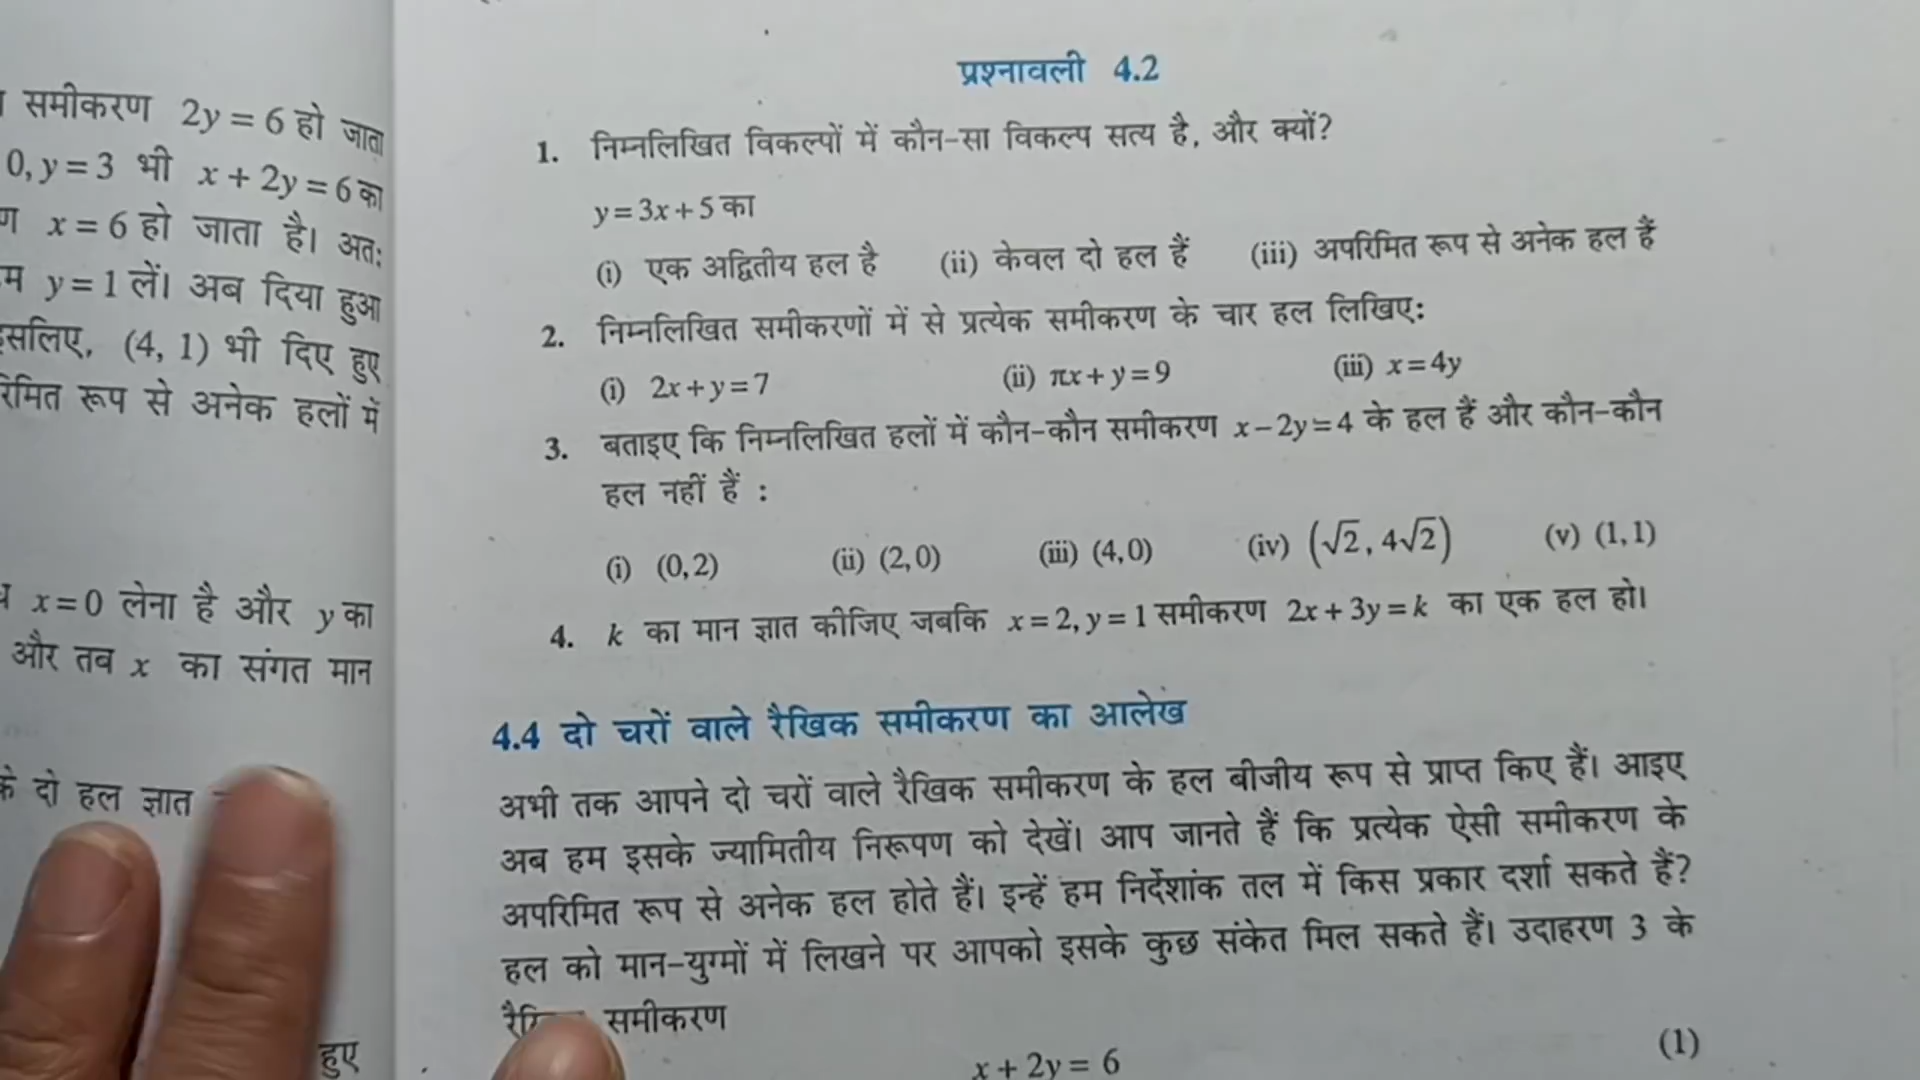 समीकरण 2y = 6 हो जाता
0, y = 3 भी x + 2y = 6 का
x = 6 हो जाता है। अतः
y = 1 लें। अब दिया हुआ
(4, 1) भी दिए हुए
रूप से अनेक हलों में
x = 0 लेना है और y का
और तब x का संगत मान
के दो हल ज्ञात
हुए
प्रश्नावली 4.2
1. निम्नलिखित विकल्पों में कौन-सा विकल्प सत्य है, और क्यों?
y = 3x + 5 का
(i) एक अद्वितीय हल है (ii) केवल दो हल हैं (iii) अपरिमित रूप से अनेक हल हैं
2. निम्नलिखित समीकरणों में से प्रत्येक समीकरण के चार हल लिखिए:
(i) 2x + y = 7 (ii) πx + y = 9 (iii) x = 4y
3. बताइए कि निम्नलिखित हलों में कौन-कौन समीकरण x – 2y = 4 के हल हैं और कौन-कौन
हल नहीं हैं :
(i) (0, 2) (ii) (2, 0) (iii) (4, 0) (iv) (√2, 4√2) (v) (1, 1)
4. k का मान ज्ञात कीजिए जबकि x = 2, y = 1 समीकरण 2x + 3y = k का एक हल हो।
4.4 दो चरों वाले रैखिक समीकरण का आलेख
अभी तक आपने दो चरों वाले रैखिक समीकरण के हल बीजीय रूप से प्राप्त किए हैं। आइए
अब हम इसके ज्यामितीय निरूपण को देखें। आप जानते हैं कि प्रत्येक ऐसी समीकरण के
अपरिमित रूप से अनेक हल होते हैं। इन्हें हम निर्देशांक तल में किस प्रकार दर्शा सकते हैं?
हल को मान-युग्मों में लिखने पर आपको इसके कुछ संकेत मिल सकते हैं। उदाहरण 3 के
समीकरण
x + 2y = 6 (1)